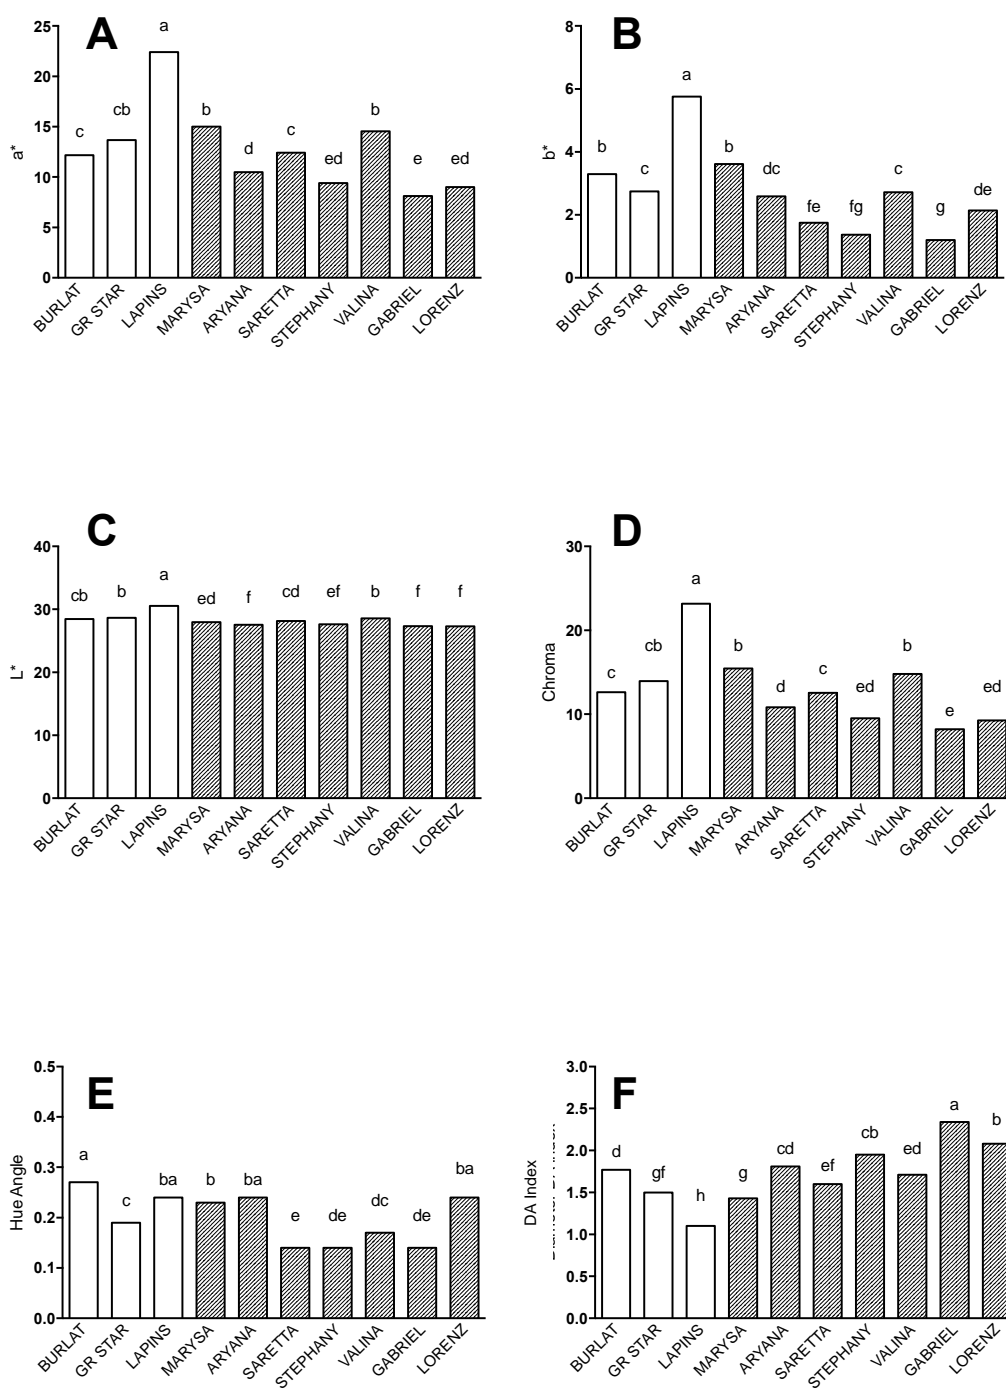 A
a*
25
20
15
10
5
0
c
cb
a
b
d
c
ed
b
e
ed
BURLAT
GR STAR
LAPINS
MARYSA
ARYANA
SARETTA
STEPHANY
VALINA
GABRIEL
LORENZ
B
b*
8
6
4
2
0
b
c
a
b
dc
fe
fg
c
g
de
BURLAT
GR STAR
LAPINS
MARYSA
ARYANA
SARETTA
STEPHANY
VALINA
GABRIEL
LORENZ
C
L*
40
30
20
10
0
cb
b
a
ed
f
cd
ef
b
f
f
BURLAT
GR STAR
LAPINS
MARYSA
ARYANA
SARETTA
STEPHANY
VALINA
GABRIEL
LORENZ
D
Chroma
30
20
10
0
c
cb
a
b
d
c
ed
b
e
ed
BURLAT
GR STAR
LAPINS
MARYSA
ARYANA
SARETTA
STEPHANY
VALINA
GABRIEL
LORENZ
E
Hue Angle
0.5
0.4
0.3
0.2
0.1
0.0
a
c
ba
b
ba
e
de
dc
de
ba
BURLAT
GR STAR
LAPINS
MARYSA
ARYANA
SARETTA
STEPHANY
VALINA
GABRIEL
LORENZ
F
DA Index
3.0
2.5
2.0
1.5
1.0
0.5
0.0
d
gf
h
g
cd
ef
cb
ed
a
b
BURLAT
GR STAR
LAPINS
MARYSA
ARYANA
SARETTA
STEPHANY
VALINA
GABRIEL
LORENZ